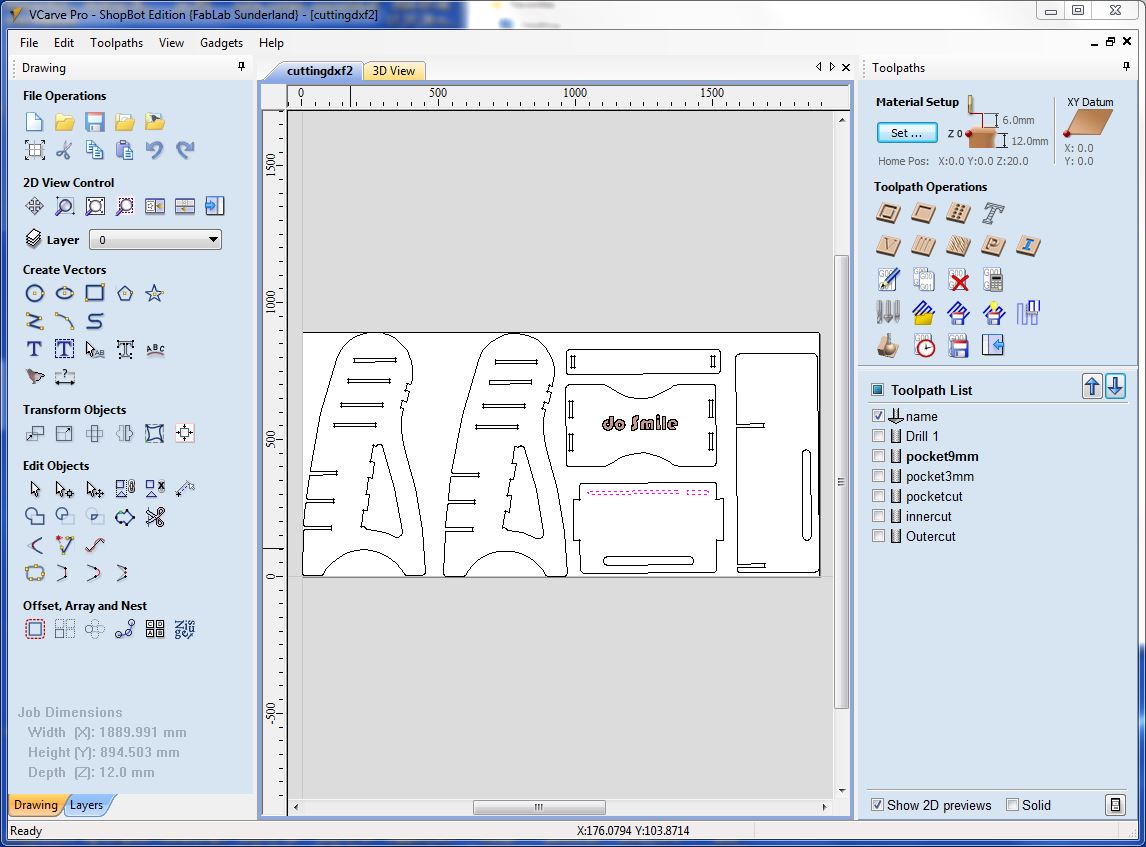 VCarve Pro - ShopBot Edition {FabLab Sunderland} - [cuttingdxf2]
File Edit Toolpaths View Gadgets Help
Drawing
File Operations
2D View Control
Layer 0
Create Vectors
Transform Objects
Edit Objects
Offset, Array and Nest
Job Dimensions
Width (X): 1889.991 mm
Height (Y): 894.503 mm
Depth (Z): 12.0 mm
Drawing Layers
cuttingdxf2 3D View
0 500 1000 1500
1500
1000
500
0
-500
do Smile
Toolpaths
Material Setup
Set ...
Z 0
6.0mm
12.0mm
Home Pos: X:0.0 Y:0.0 Z:20.0
XY Datum
X: 0.0
Y: 0.0
Toolpath Operations
Toolpath List
name
Drill 1
pocket9mm
pocket3mm
pocketcut
innercut
Outercut
Show 2D previews Solid
Ready
X:176.0794 Y:103.8714